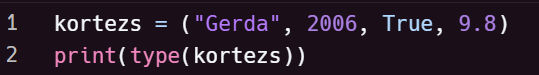 1 kortezs = ("Gerda", 2006, True, 9.8)
2 print(type(kortezs))